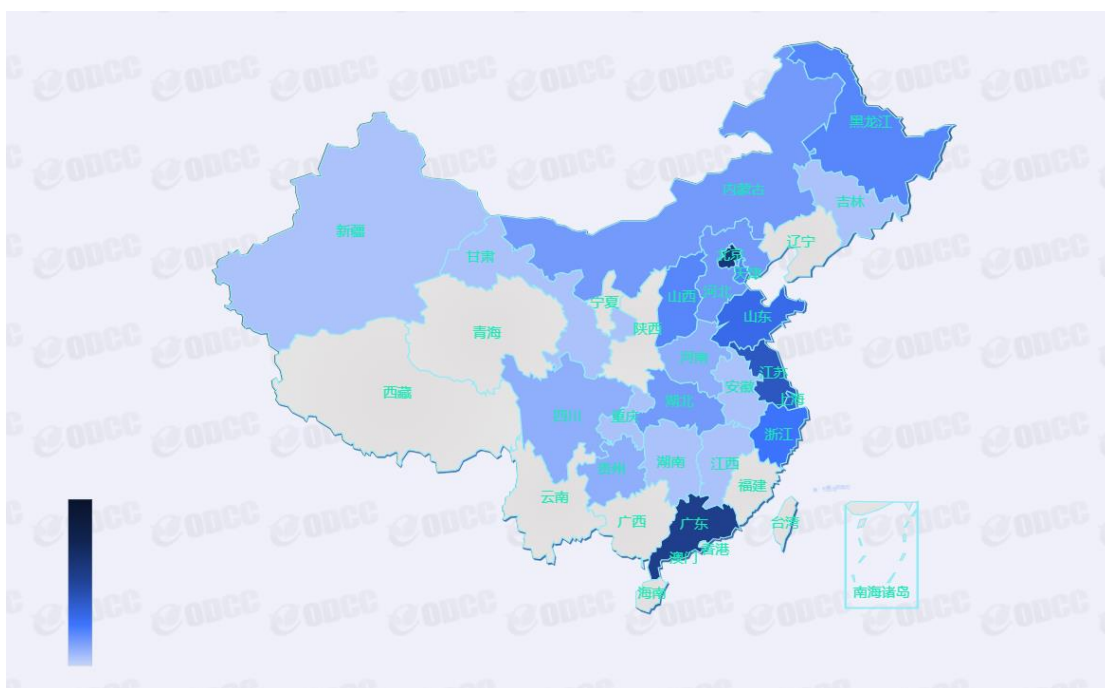 ODCC
黑龙江
内蒙古
吉林
新疆
辽宁
北京
甘肃
天津
山西
河北
宁夏
山东
陕西
青海
河南
江苏
安徽
西藏
上海
湖北
四川
重庆
浙江
湖南
江西
贵州
福建
云南
广西
广东
台湾
香港
澳门
海南
南海诸岛